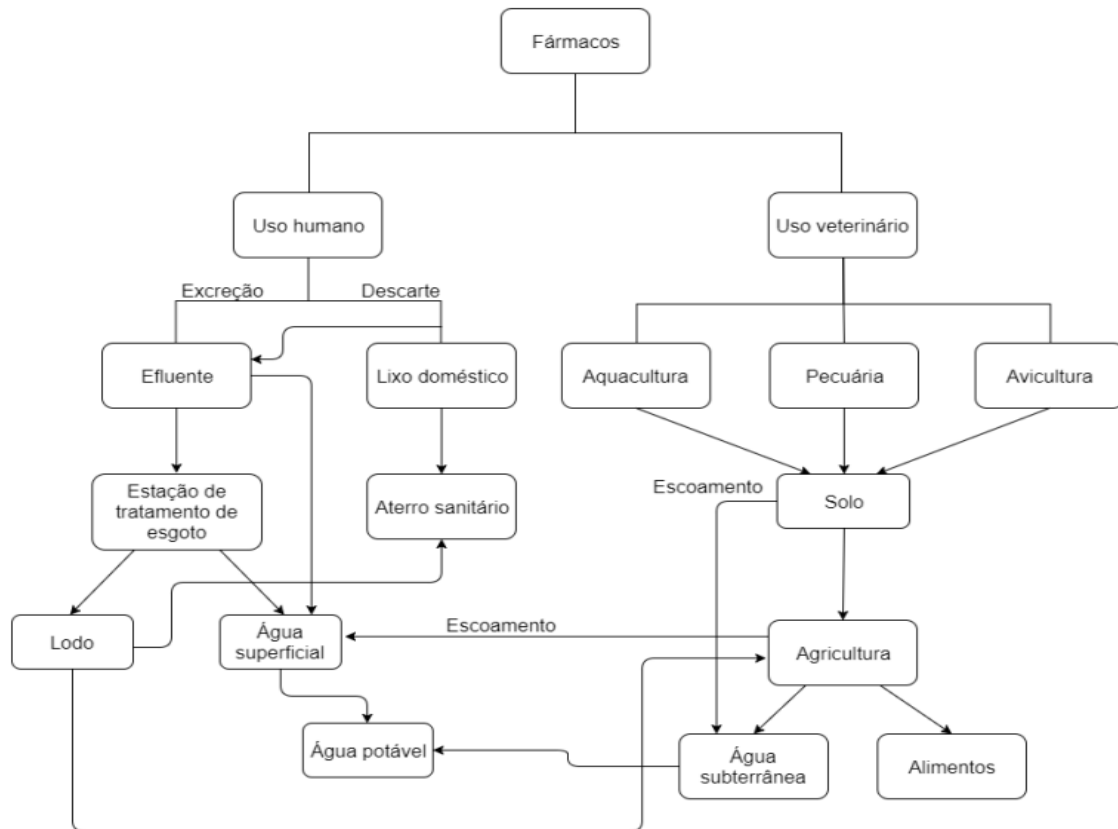 Fármacos
Uso humano
Uso veterinário
Excreção
Descarte
Efluente
Lixo doméstico
Aquacultura
Pecuária
Avicultura
Estação de
tratamento de
esgoto
Aterro sanitário
Escoamento
Solo
Lodo
Água
superficial
Escoamento
Agricultura
Água potável
Água
subterrânea
Alimentos